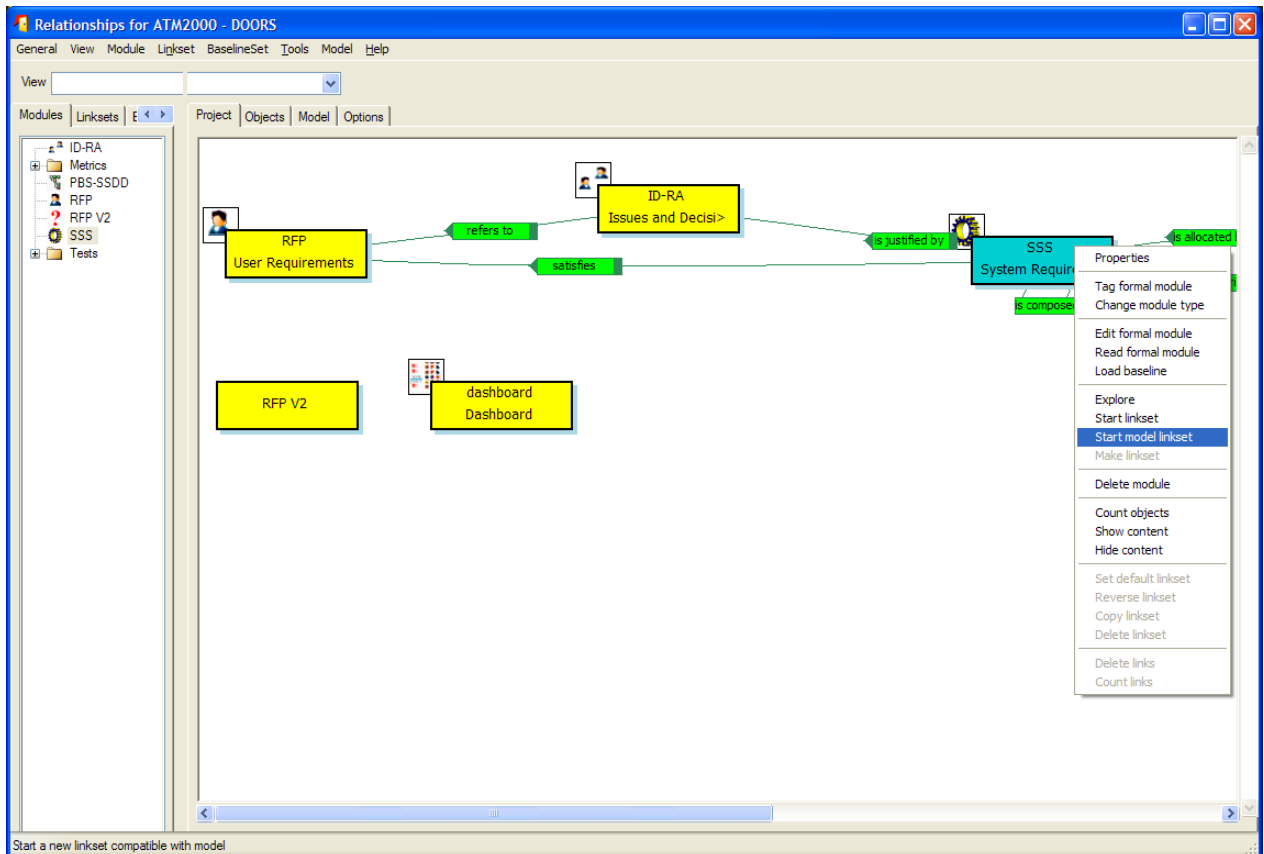 Relationships for ATM2000 - DOORS
General View Module Linkset BaselineSet Tools Model Help
View
Modules Linksets
Project Objects Model Options
ID-RA
Metrics
PBS-SSDD
RFP
RFP V2
SSS
Tests
ID-RA
Issues and Decisi>
refers to
RFP
User Requirements
satisfies
is justified by
SSS
System Requir
is allocated
is compose
RFP V2
dashboard
Dashboard
Properties
Tag formal module
Change module type
Edit formal module
Read formal module
Load baseline
Explore
Start linkset
Start model linkset
Make linkset
Delete module
Count objects
Show content
Hide content
Set default linkset
Reverse linkset
Copy linkset
Delete linkset
Delete links
Count links
Start a new linkset compatible with model